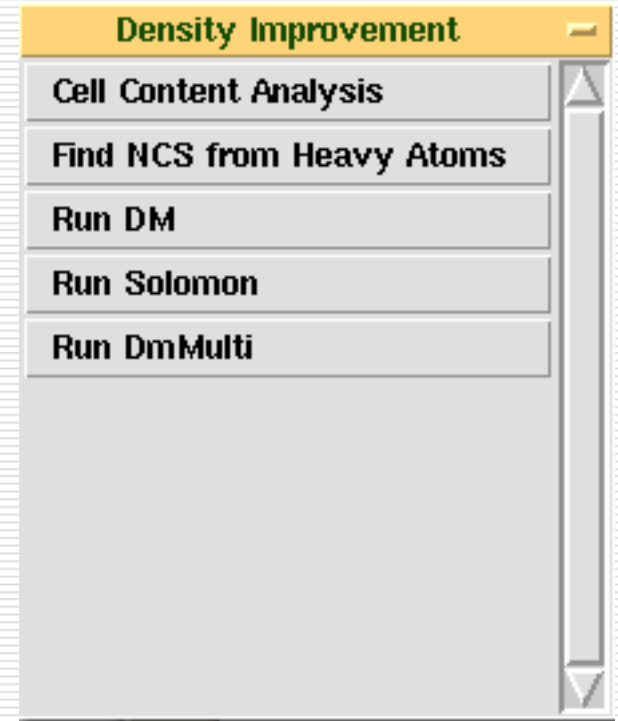 Density Improvement
Cell Content Analysis
Find NCS from Heavy Atoms
Run DM
Run Solomon
Run DmMulti